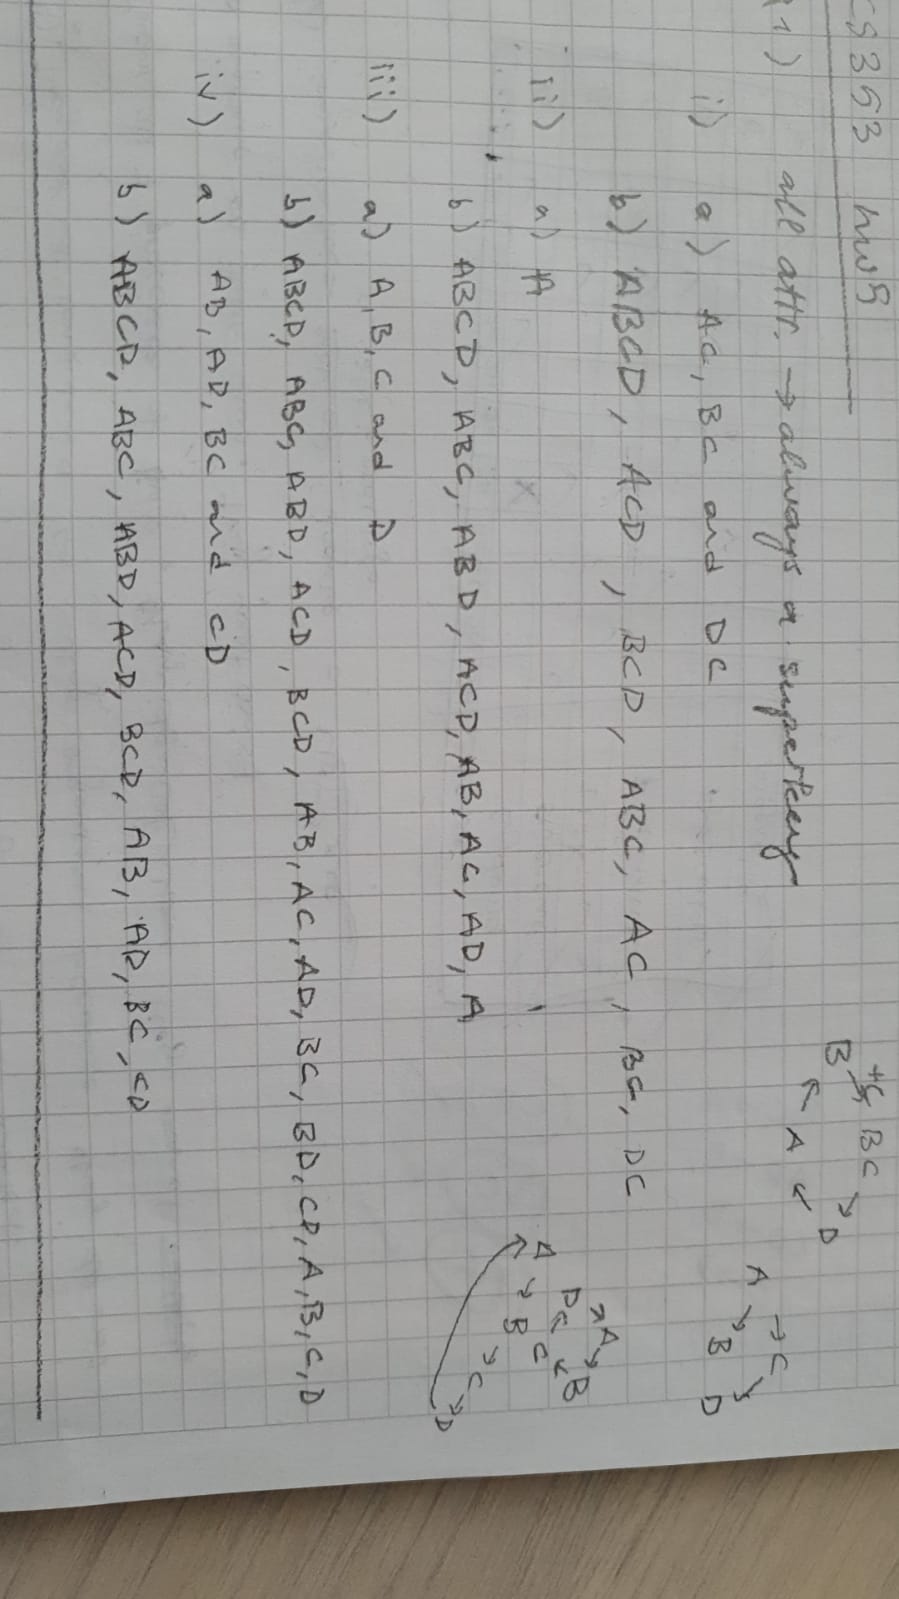 CS353 hw5
Q1) all attr. → always a superkey
i) a) AC, BC and DC
b) ABCD, ACD, BCD, ABC, AC, BC, DC
ii) a) A
b) ABCD, ABC, ABD, ACD, AB, AC, AD, A
iii) a) A, B, C and D
b) ABCD, ABC, ABD, ACD, BCD, AB, AC, AD, BC, BD, CD, A, B, C, D
iv) a) AB, AD, BC and CD
b) ABCD, ABC, ABD, ACD, BCD, AB, AD, BC, CD
+C BC
B → → D
← A ↙
A → C
→ B → D
↗ A → B
D ← C ↙
A → B
→ C → D